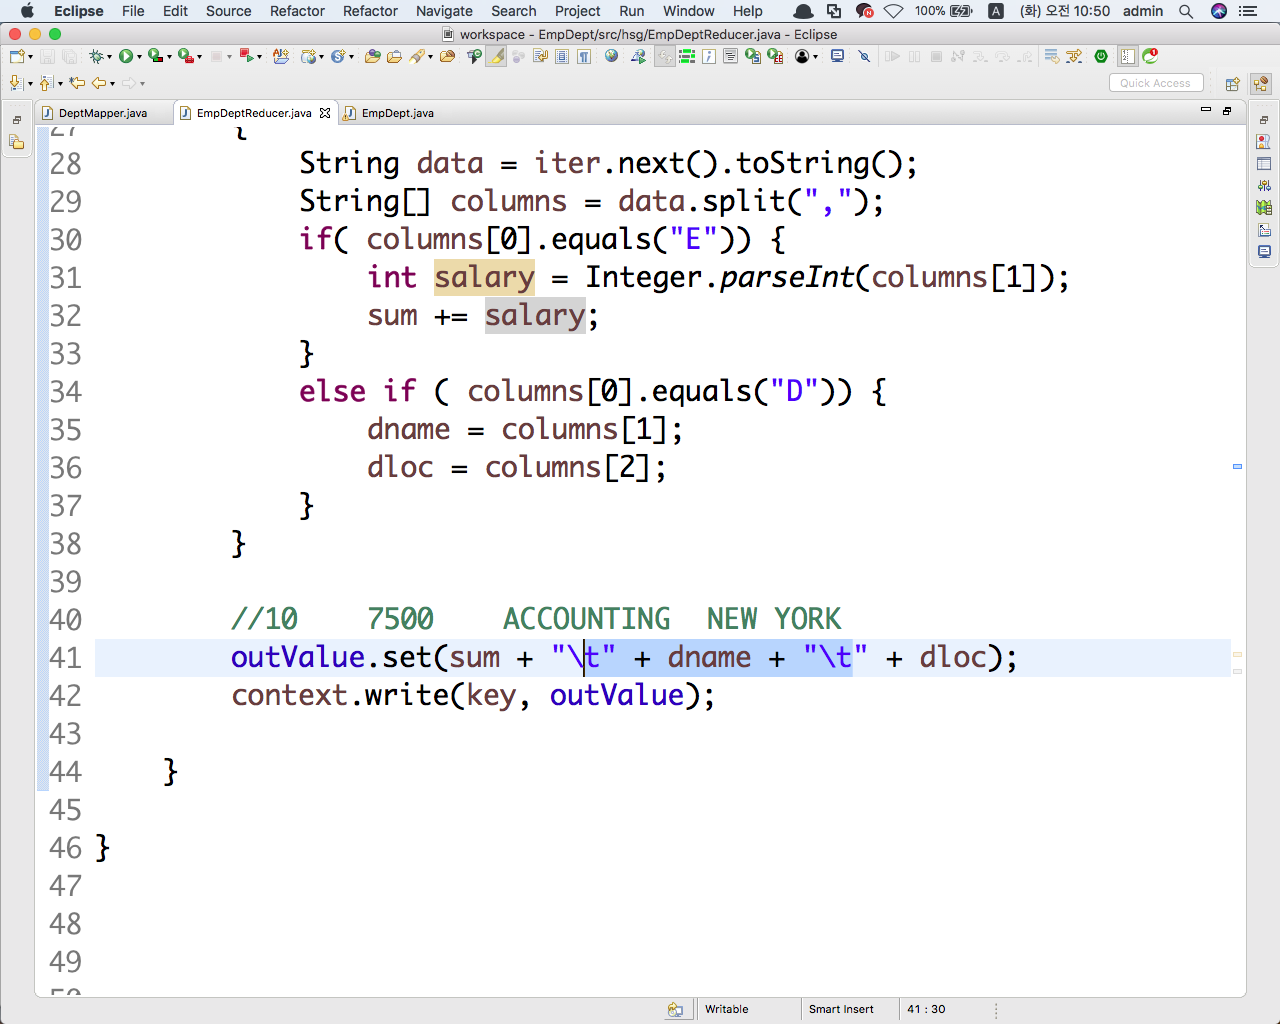 Eclipse File Edit Source Refactor Refactor Navigate Search Project Run Window Help 100% A (화) 오전 10:50 admin
workspace - EmpDept/src/hsg/EmpDeptReducer.java - Eclipse
Quick Access
DeptMapper.java EmpDeptReducer.java EmpDept.java
27 {
28 String data = iter.next().toString();
29 String[] columns = data.split(",");
30 if( columns[0].equals("E")) {
31 int salary = Integer.parseInt(columns[1]);
32 sum += salary;
33 }
34 else if ( columns[0].equals("D")) {
35 dname = columns[1];
36 dloc = columns[2];
37 }
38 }
39
40 //10 7500 ACCOUNTING NEW YORK
41 outValue.set(sum + "\t" + dname + "\t" + dloc);
42 context.write(key, outValue);
43
44 }
45
46 }
47
48
49
50
Writable Smart Insert 41 : 30